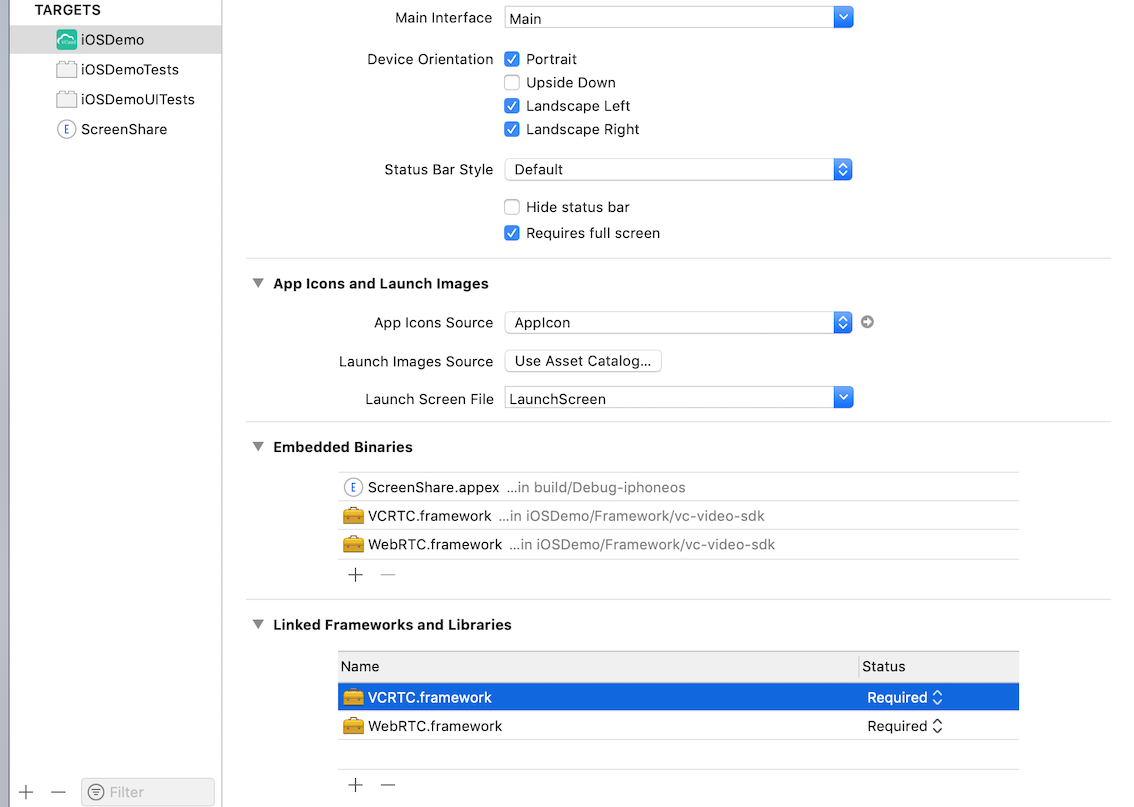 TARGETS
iOSDemo
iOSDemoTests
iOSDemoUITests
E ScreenShare
Filter
Main Interface Main
Device Orientation Portrait
Upside Down
Landscape Left
Landscape Right
Status Bar Style Default
Hide status bar
Requires full screen
App Icons and Launch Images
App Icons Source AppIcon
Launch Images Source Use Asset Catalog...
Launch Screen File LaunchScreen
Embedded Binaries
E ScreenShare.appex ...in build/Debug-iphoneos
VCRTC.framework ...in iOSDemo/Framework/vc-video-sdk
WebRTC.framework ...in iOSDemo/Framework/vc-video-sdk
Linked Frameworks and Libraries
Name Status
VCRTC.framework Required
WebRTC.framework Required